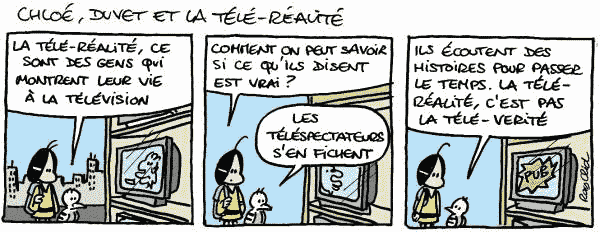 CHLOÉ, DUVET ET LA TÉLÉ-RÉALITÉ
LA TÉLÉ-RÉALITÉ, CE
SONT DES GENS QUI
MONTRENT LEUR VIE
À LA TÉLÉVISION
COMMENT ON PEUT SAVOIR
SI CE QU'ILS DISENT
EST VRAI ?
LES
TÉLÉSPECTATEURS
S'EN FICHENT
ILS ÉCOUTENT DES
HISTOIRES POUR PASSER
LE TEMPS. LA TÉLÉ-
RÉALITÉ, C'EST PAS
LA TÉLÉ-VERITÉ
PUB